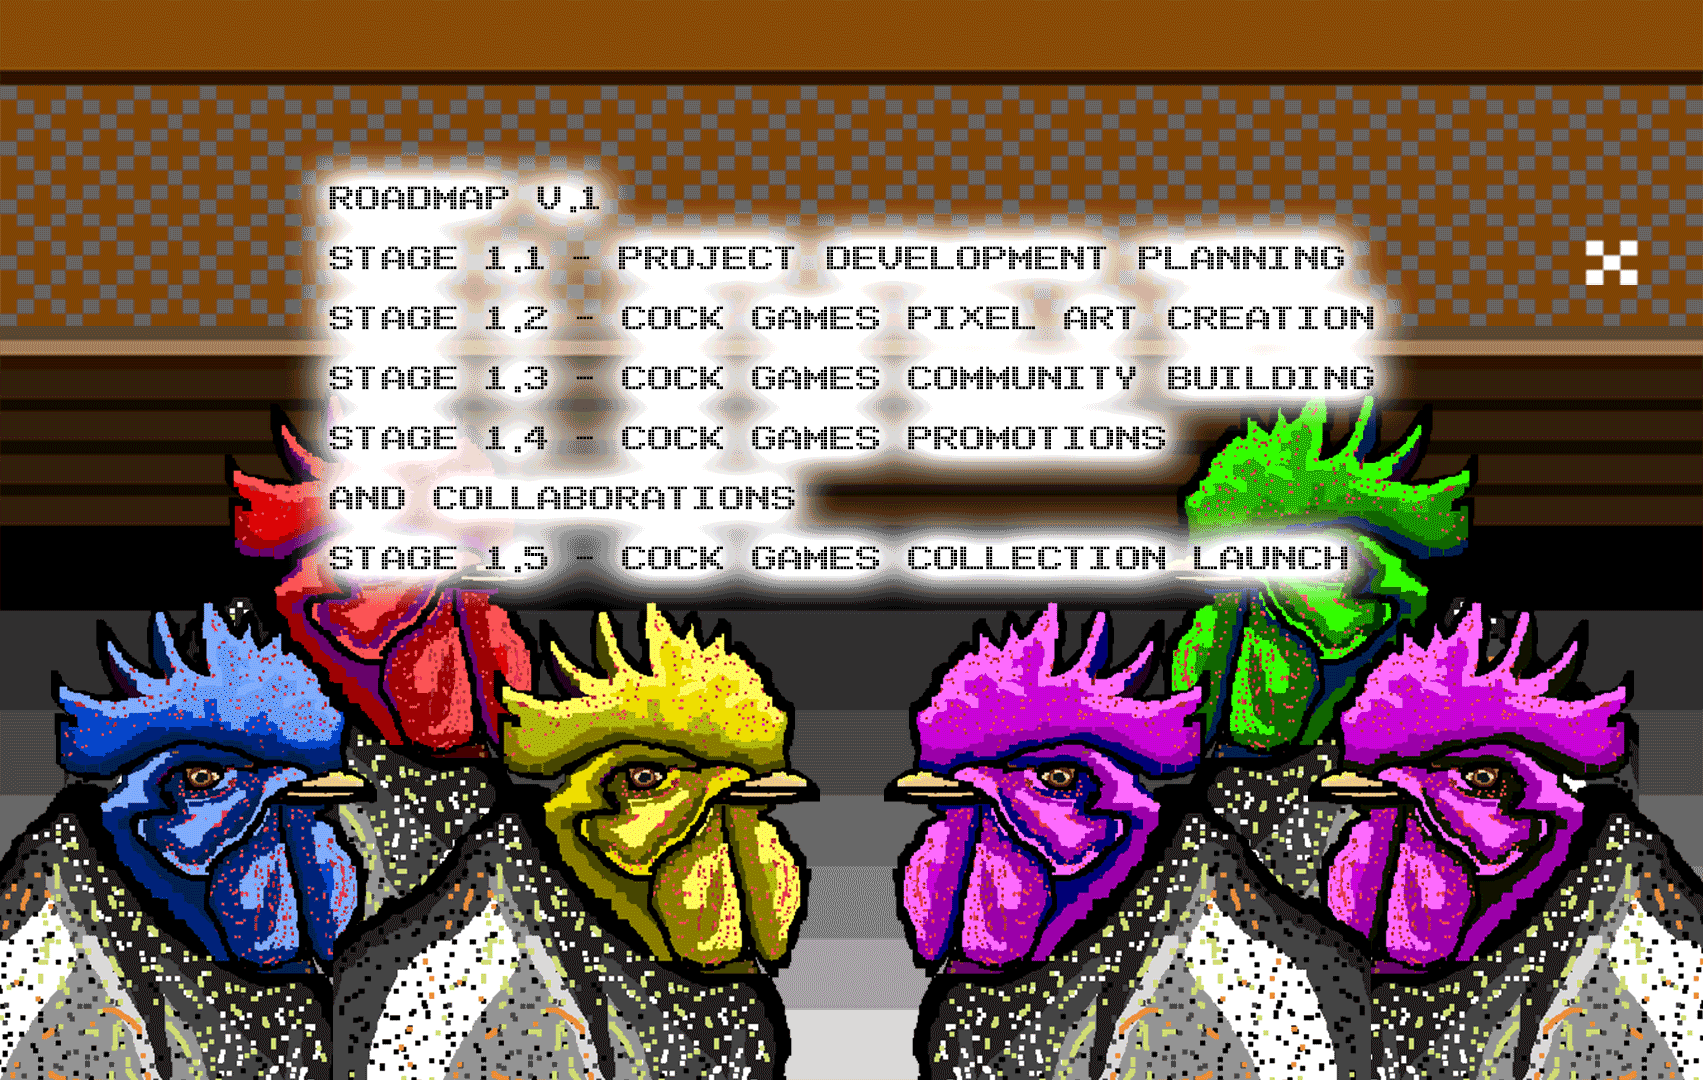 ROADMAP V.1
STAGE 1.1 - PROJECT DEVELOPMENT PLANNING
STAGE 1.2 - COCK GAMES PIXEL ART CREATION
STAGE 1.3 - COCK GAMES COMMUNITY BUILDING
STAGE 1.4 - COCK GAMES PROMOTIONS
AND COLLABORATIONS
STAGE 1.5 - COCK GAMES COLLECTION LAUNCH